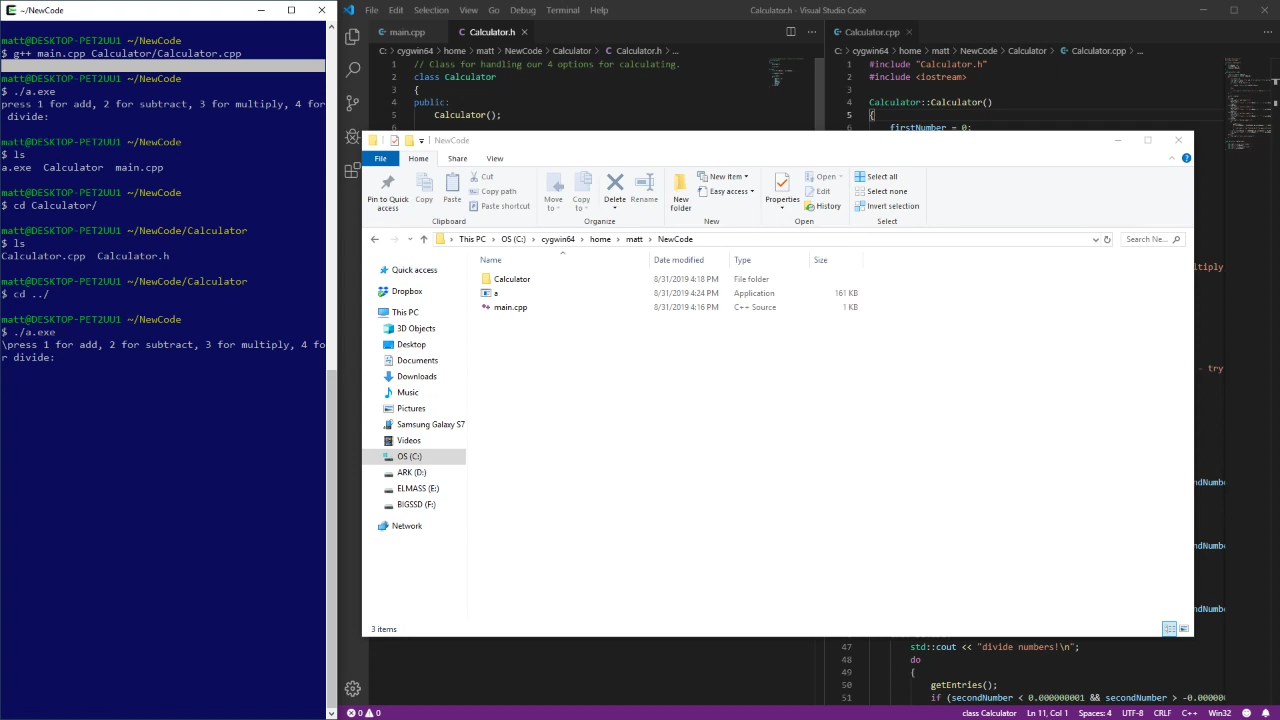 ~/NewCode
matt@DESKTOP-PET2UU1 ~/NewCode
$ g++ main.cpp Calculator/Calculator.cpp
matt@DESKTOP-PET2UU1 ~/NewCode
$ ./a.exe
press 1 for add, 2 for subtract, 3 for multiply, 4 for
divide:
matt@DESKTOP-PET2UU1 ~/NewCode
$ ls
a.exe  Calculator  main.cpp
matt@DESKTOP-PET2UU1 ~/NewCode
$ cd Calculator/
matt@DESKTOP-PET2UU1 ~/NewCode/Calculator
$ ls
Calculator.cpp  Calculator.h
matt@DESKTOP-PET2UU1 ~/NewCode/Calculator
$ cd ../
matt@DESKTOP-PET2UU1 ~/NewCode
$ ./a.exe
\press 1 for add, 2 for subtract, 3 for multiply, 4 fo
r divide:
File Edit Selection View Go Debug Terminal Help
Calculator.h - Visual Studio Code
main.cpp
Calculator.h
C: > cygwin64 > home > matt > NewCode > Calculator > Calculator.h > ...
1 // Class for handling our 4 options for calculating.
2 class Calculator
3 {
4 public:
5 Calculator();
Calculator.cpp
C: > cygwin64 > home > matt > NewCode > Calculator > Calculator.cpp > ...
1 #include "Calculator.h"
2 #include <iostream>
3
4 Calculator::Calculator()
5 {
6 firstNumber = 0;
NewCode
File Home Share View
Pin to Quick access
Copy
Paste
Cut
Copy path
Paste shortcut
Clipboard
Move to
Copy to
Delete
Rename
Organize
New folder
New item
Easy access
New
Properties
Open
Edit
History
Open
Select all
Select none
Invert selection
Select
This PC > OS (C:) > cygwin64 > home > matt > NewCode
Search Ne...
Quick access
Dropbox
This PC
3D Objects
Desktop
Documents
Downloads
Music
Pictures
Samsung Galaxy S7
Videos
OS (C:)
ARK (D:)
ELMASS (E:)
BIGSSD (F:)
Network
Name Date modified Type Size
Calculator 8/31/2019 4:18 PM File folder
a 8/31/2019 4:24 PM Application 161 KB
main.cpp 8/31/2019 4:16 PM C++ Source 1 KB
3 items
ultiply
- try
ondNumbe
ndNumbe
ndNumbe
47 std::cout << "divide numbers!\n";
48 do
49 {
50 getEntries();
51 if (secondNumber < 0.000000001 && secondNumber > -0.00000
0 0
class Calculator Ln 11, Col 1 Spaces: 4 UTF-8 CRLF C++ Win32